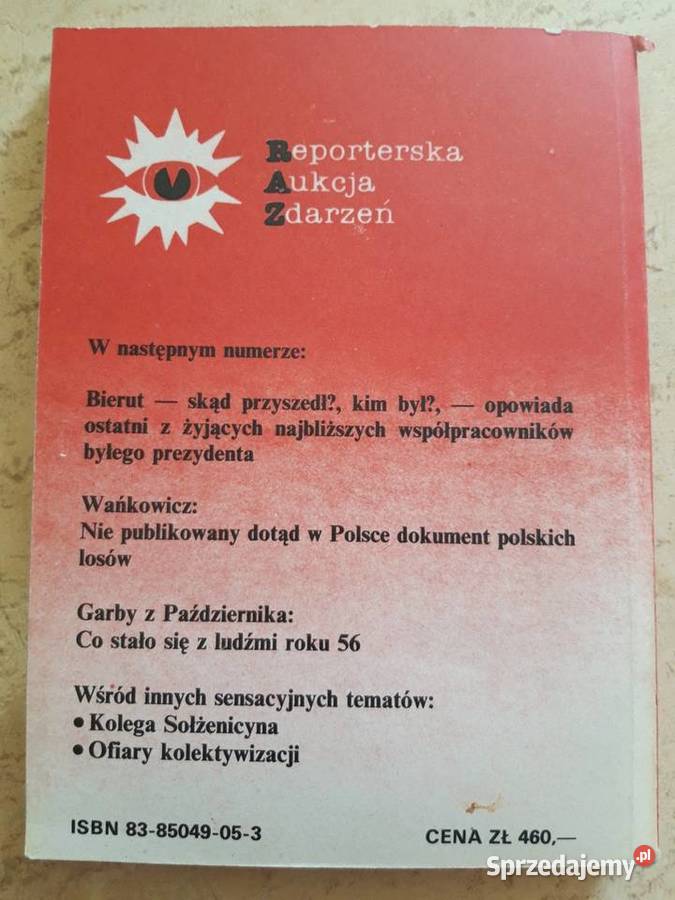 Reporterska
Aukcja
Zdarzeń
W następnym numerze:
Bierut — skąd przyszedł?, kim był?, — opowiada
ostatni z żyjących najbliższych współpracowników
byłego prezydenta
Wańkowicz:
Nie publikowany dotąd w Polsce dokument polskich
losów
Garby z Października:
Co stało się z ludźmi roku 56
Wśród innych sensacyjnych tematów:
• Kolega Sołżenicyna
• Ofiary kolektywizacji
ISBN 83-85049-05-3
CENA ZŁ 460,—
Sprzedajemy.pl